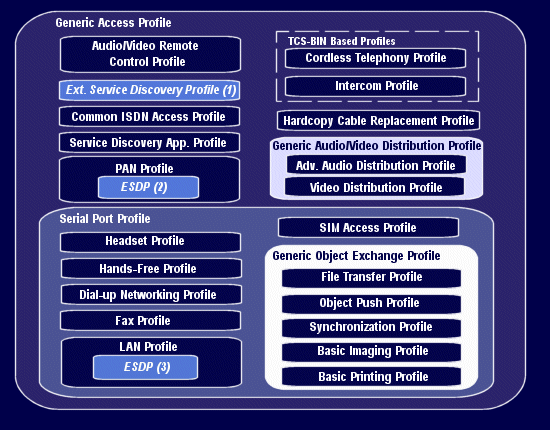 Generic Access Profile
Audio/Video Remote
Control Profile
Ext. Service Discovery Profile (1)
Common ISDN Access Profile
Service Discovery App. Profile
PAN Profile
ESDP (2)
TCS-BIN Based Profiles
Cordless Telephony Profile
Intercom Profile
Hardcopy Cable Replacement Profile
Generic Audio/Video Distribution Profile
Adv. Audio Distribution Profile
Video Distribution Profile
Serial Port Profile
Headset Profile
Hands-Free Profile
Dial-up Networking Profile
Fax Profile
LAN Profile
ESDP (3)
SIM Access Profile
Generic Object Exchange Profile
File Transfer Profile
Object Push Profile
Synchronization Profile
Basic Imaging Profile
Basic Printing Profile